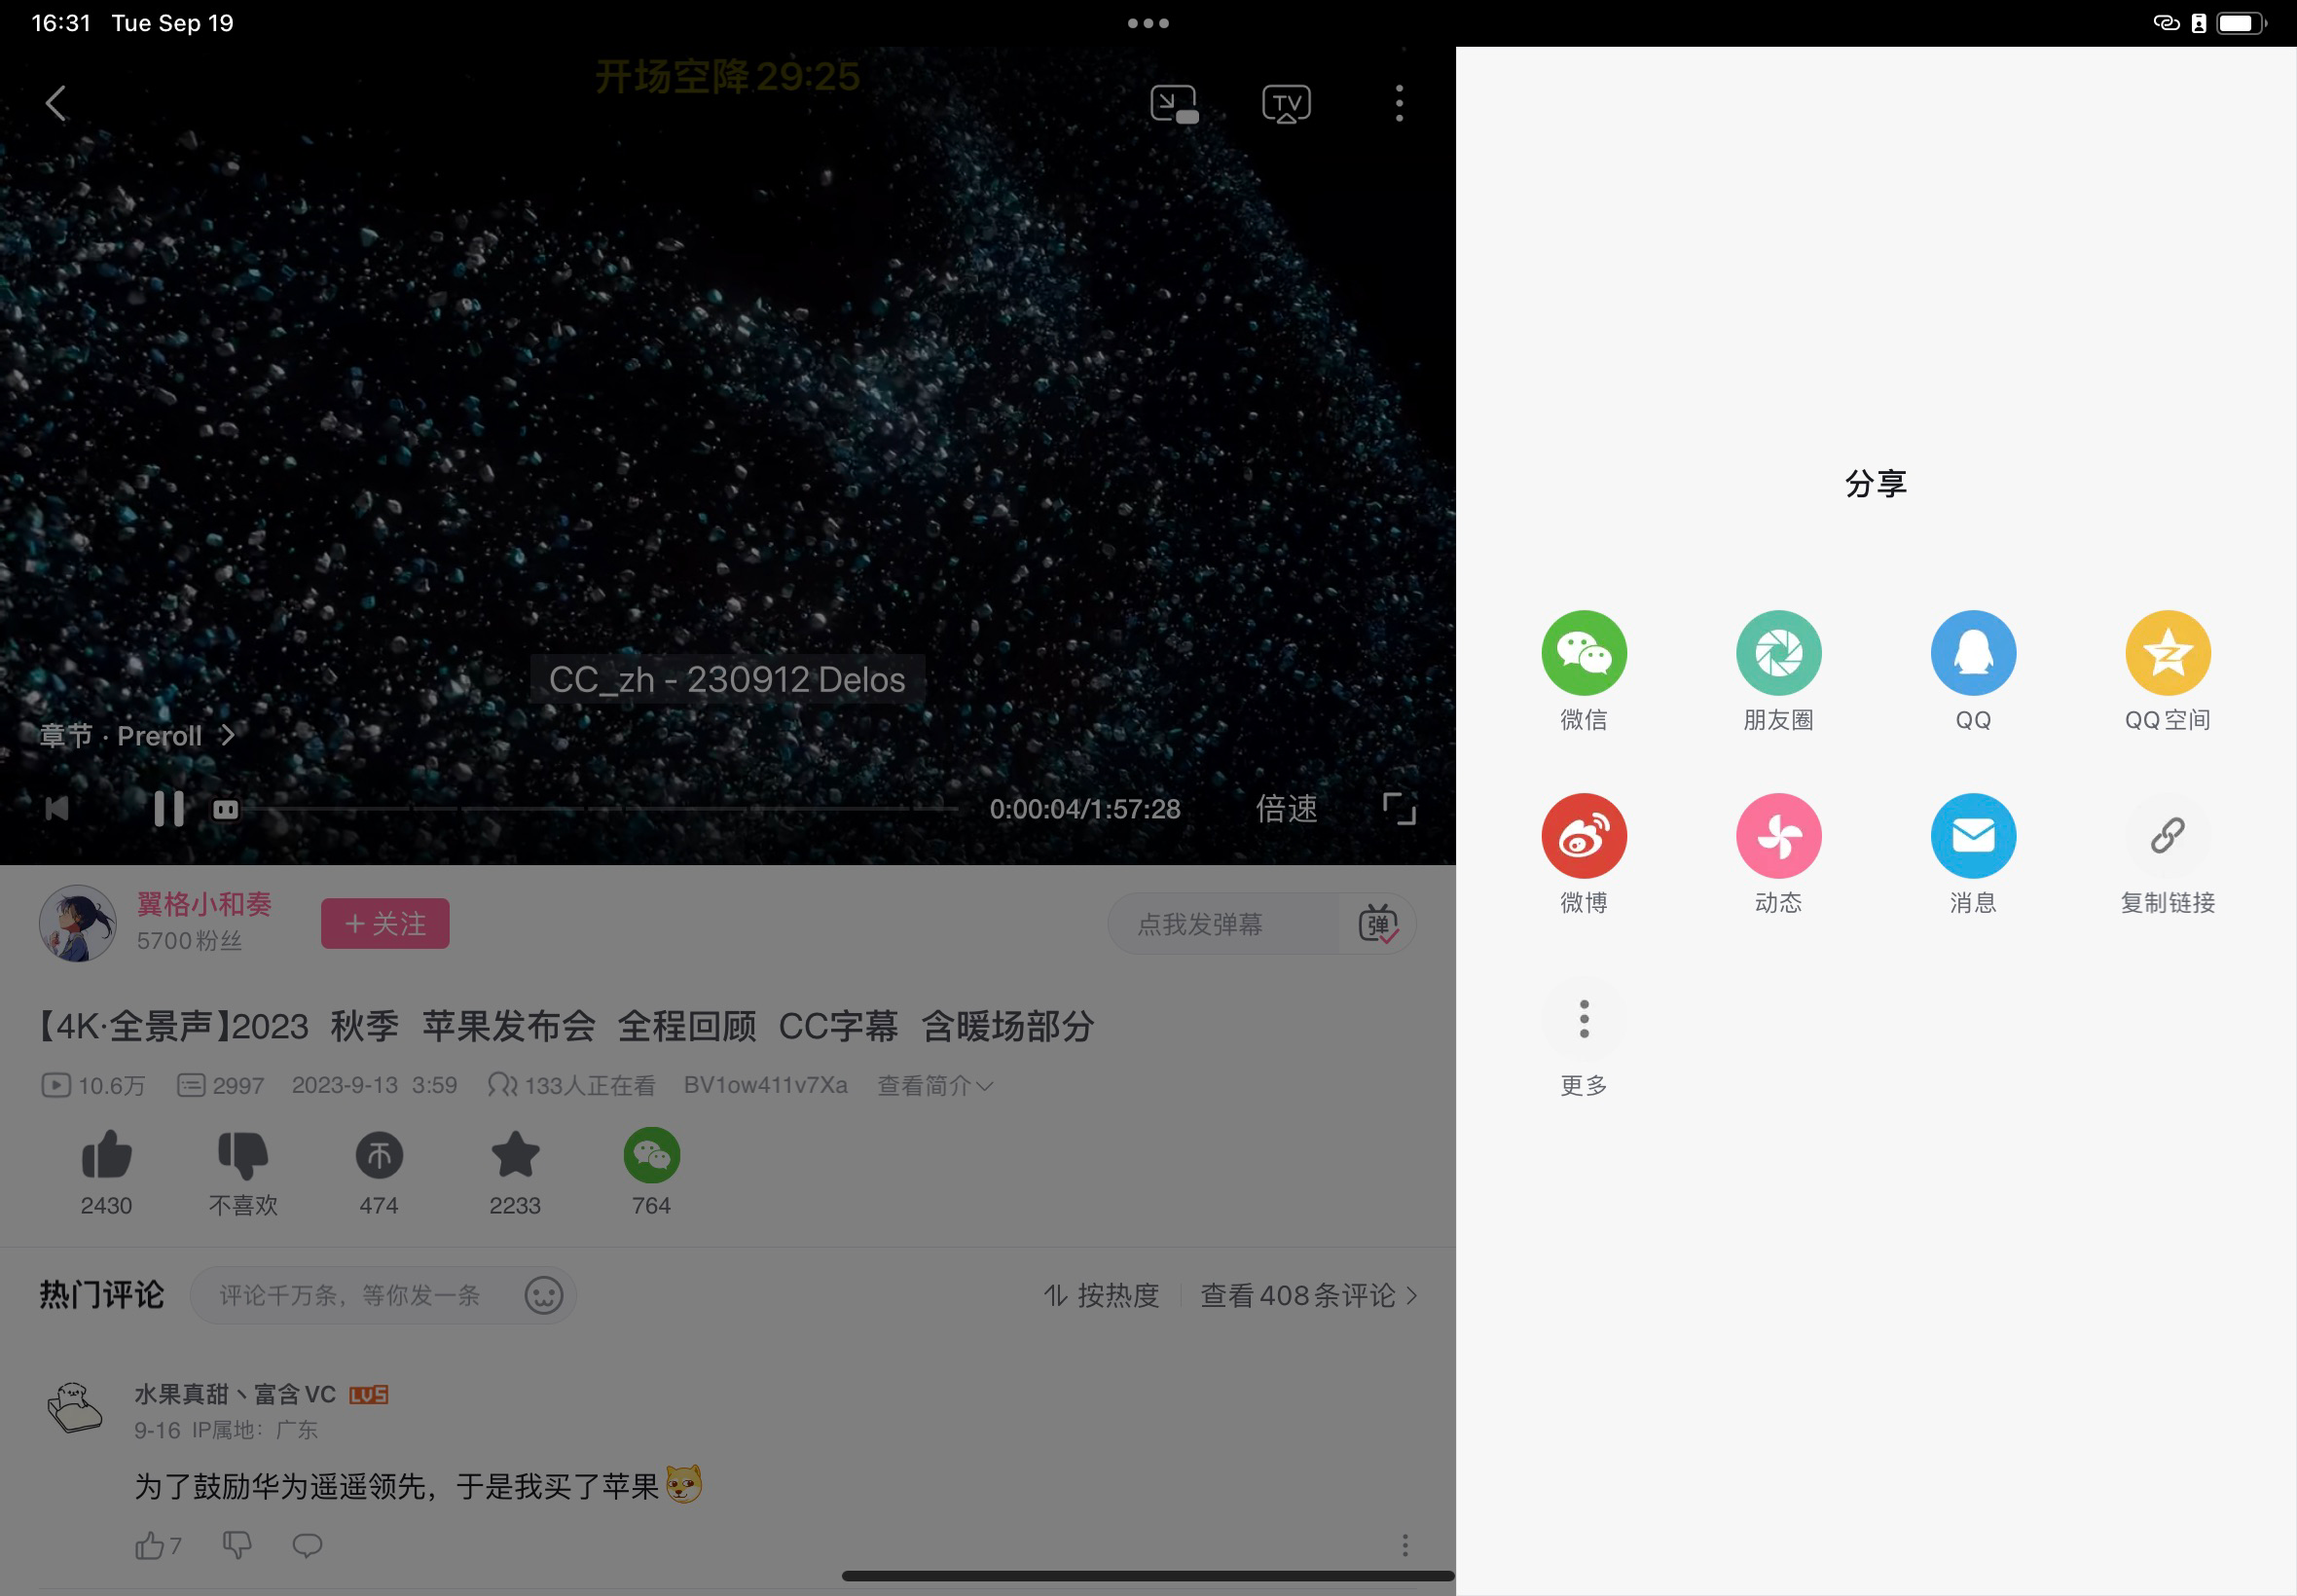 16:31 Tue Sep 19
开场空降29:25
TV
CC_zh - 230912 Delos
章节 · Preroll
0:00:04/1:57:28
倍速
翼格小和奏
5700粉丝
+关注
点我发弹幕
弹
【4K·全景声】2023 秋季 苹果发布会 全程回顾 CC字幕 含暖场部分
10.6万 2997 2023-9-13 3:59 133人正在看 BV1ow411v7Xa 查看简介
2430 不喜欢 474 2233 764
热门评论
评论千万条，等你发一条
按热度
查看408条评论
水果真甜丶富含VC LV5
9-16 IP属地：广东
为了鼓励华为遥遥领先，于是我买了苹果
7
分享
微信 朋友圈 QQ QQ空间
微博 动态 消息 复制链接
更多